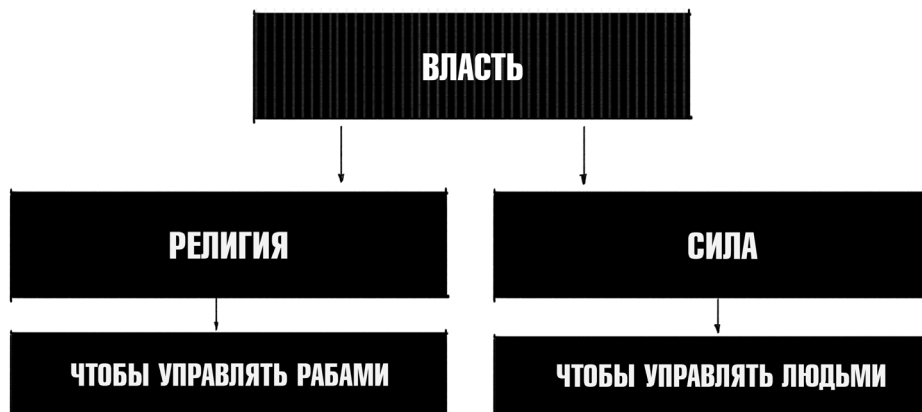 ВЛАСТЬ
РЕЛИГИЯ
СИЛА
ЧТОБЫ УПРАВЛЯТЬ РАБАМИ
ЧТОБЫ УПРАВЛЯТЬ ЛЮДЬМИ